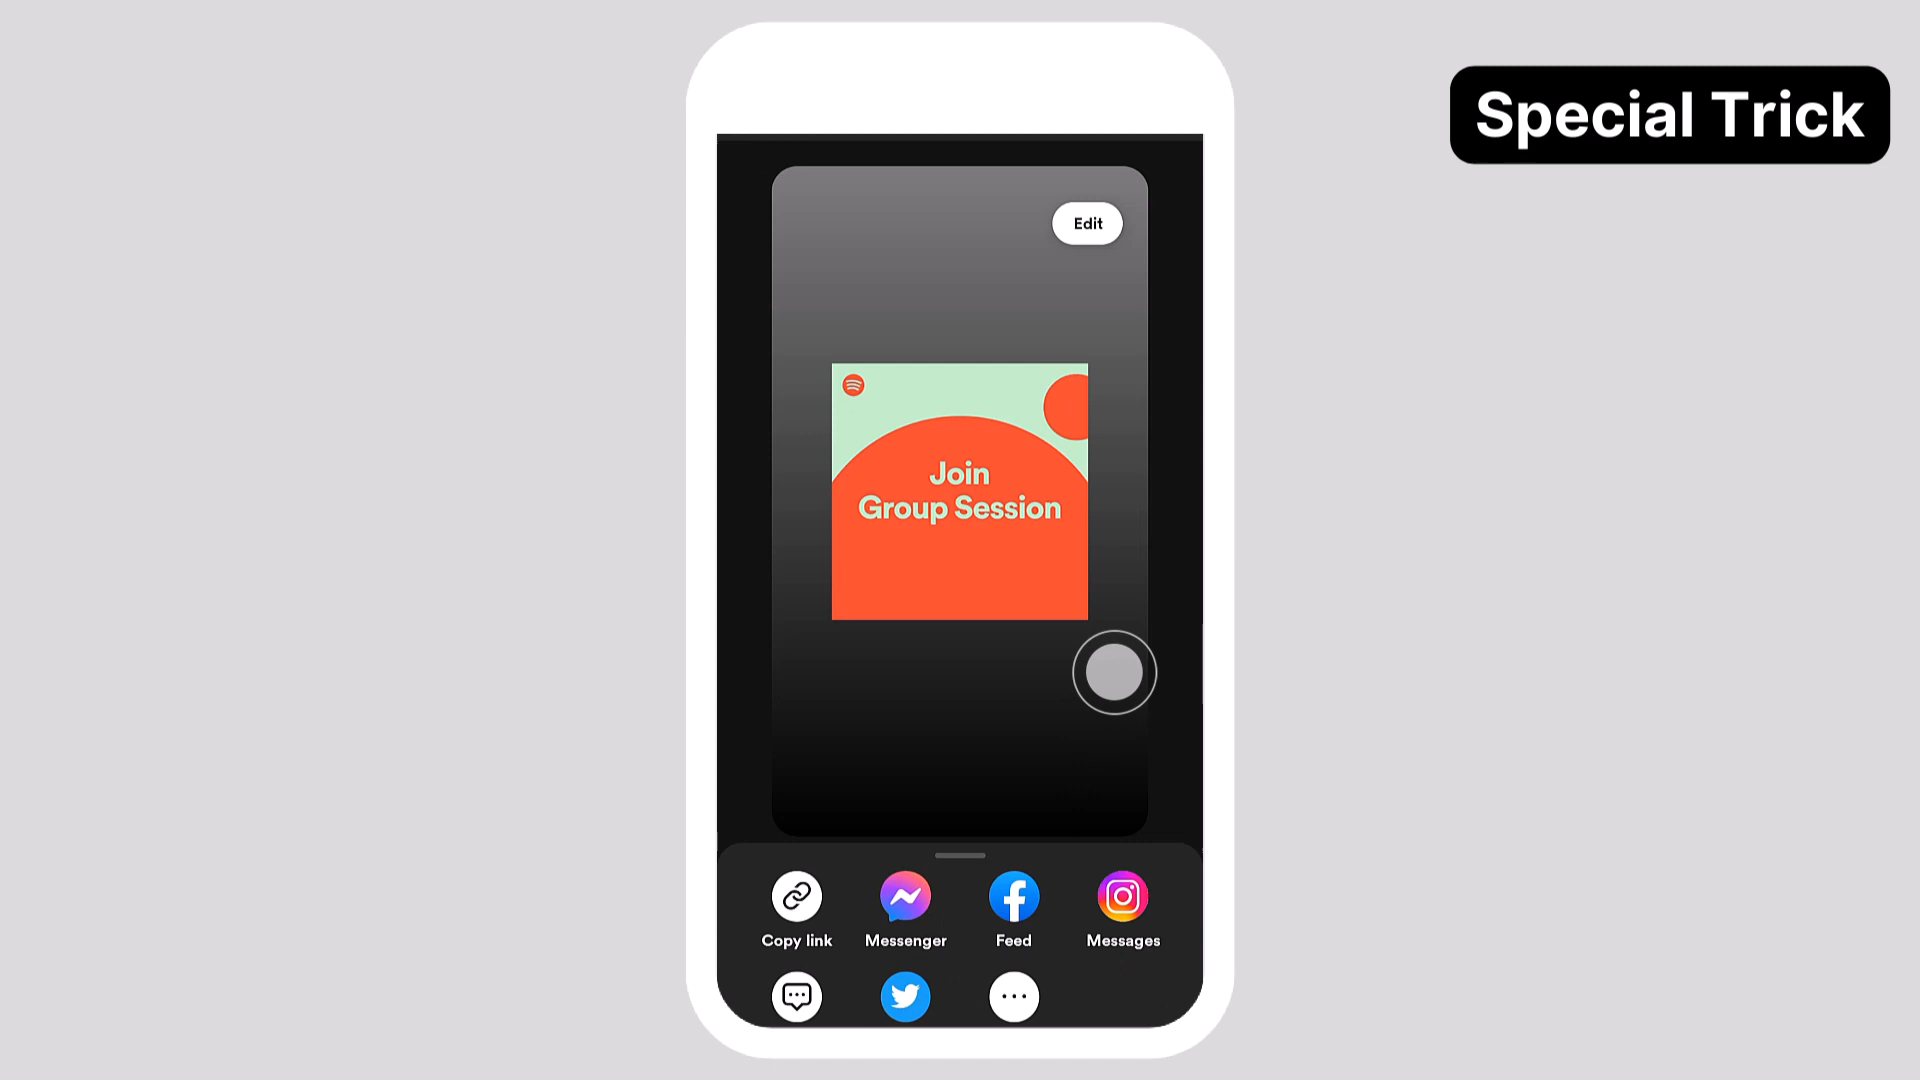 Special Trick
Edit
Join
Group Session
Copy link
Messenger
Feed
Messages